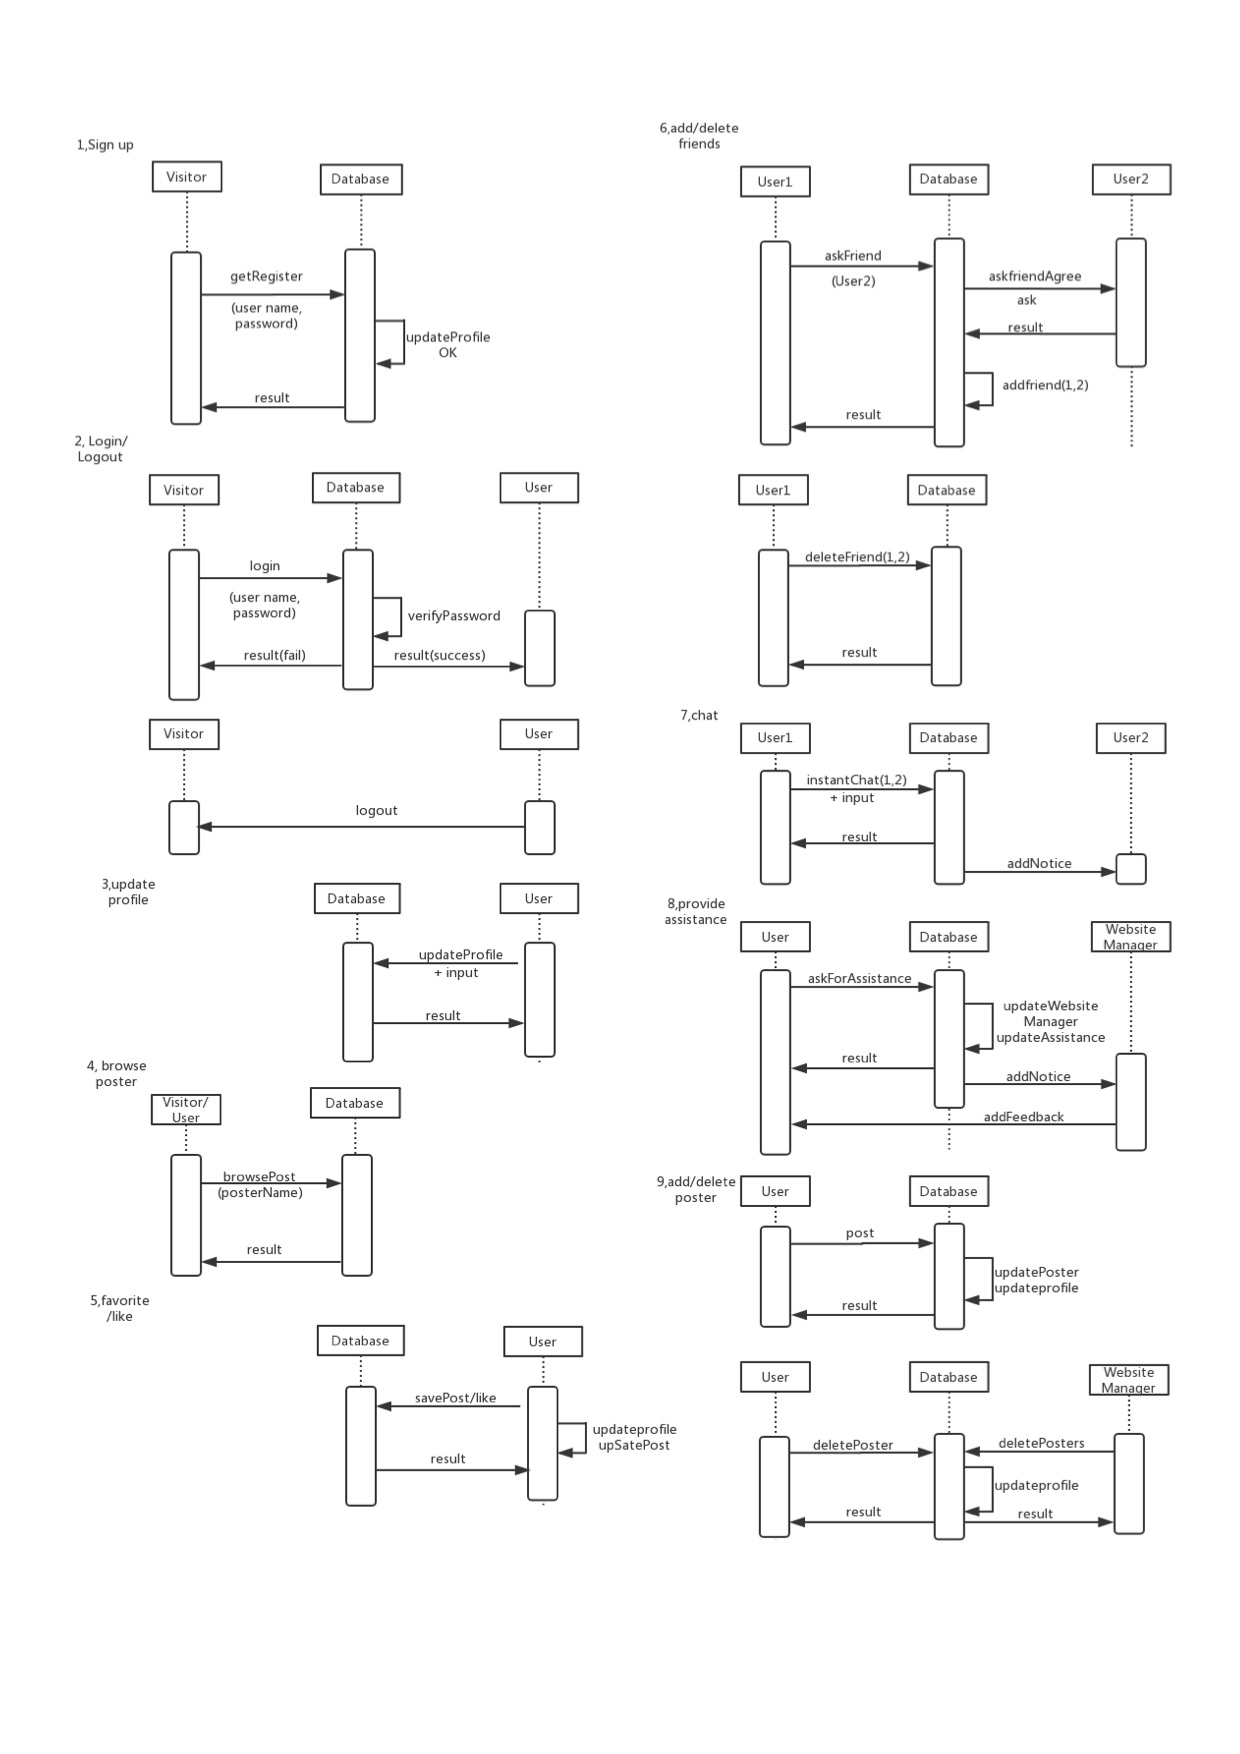 1,Sign up
Visitor
Database
getRegister
(user name,
password)
updateProfile
OK
result
2, Login/
Logout
Visitor
Database
User
login
(user name,
password)
verifyPassword
result(fail)
result(success)
Visitor
User
logout
3,update
profile
Database
User
updateProfile
+ input
result
4, browse
poster
Visitor/
User
Database
browsePost
(posterName)
result
5,favorite
/like
Database
User
savePost/like
updateprofile
upSatePost
result
6,add/delete
friends
User1
Database
User2
askFriend
(User2)
askfriendAgree
ask
result
addfriend(1,2)
result
User1
Database
deleteFriend(1,2)
result
7,chat
User1
Database
User2
instantChat(1,2)
+ input
result
addNotice
8,provide
assistance
User
Database
Website
Manager
askForAssistance
updateWebsite
Manager
updateAssistance
result
addNotice
addFeedback
9,add/delete
poster
User
Database
post
updatePoster
updateprofile
result
User
Database
Website
Manager
deletePoster
deletePosters
updateprofile
result
result